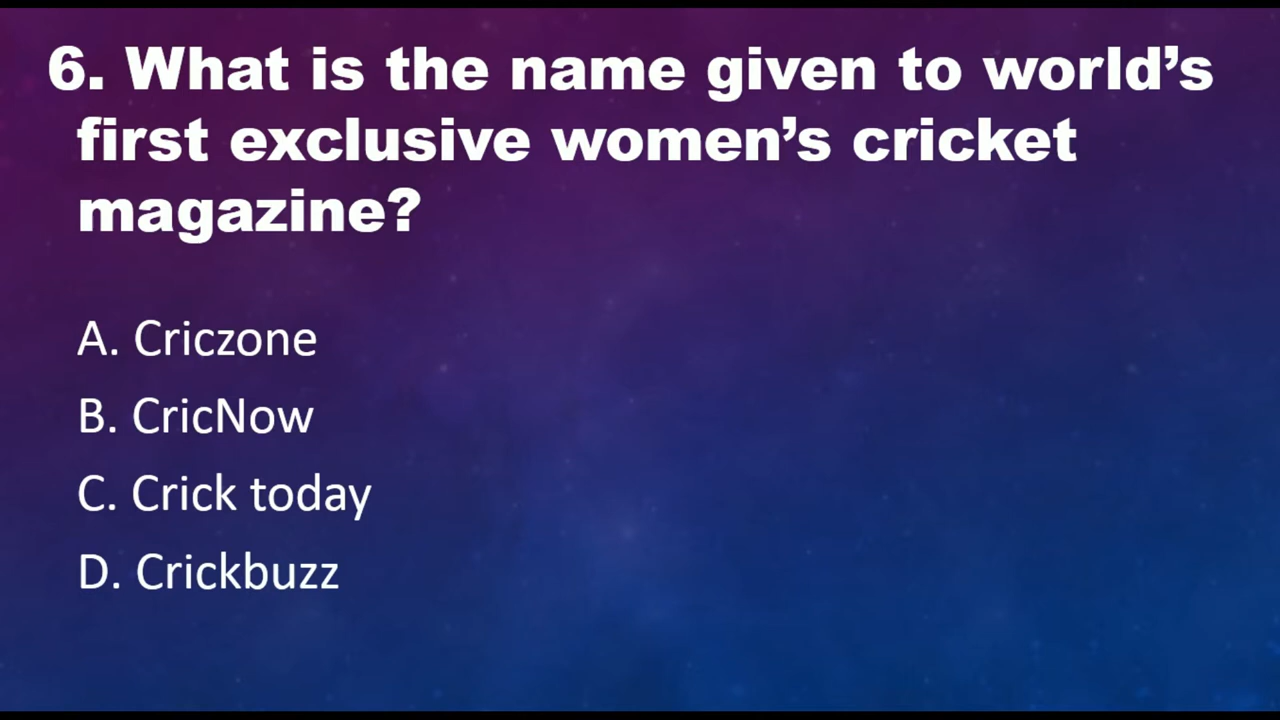 6. What is the name given to world’s
first exclusive women’s cricket
magazine?
A. Criczone
B. CricNow
C. Crick today
D. Crickbuzz